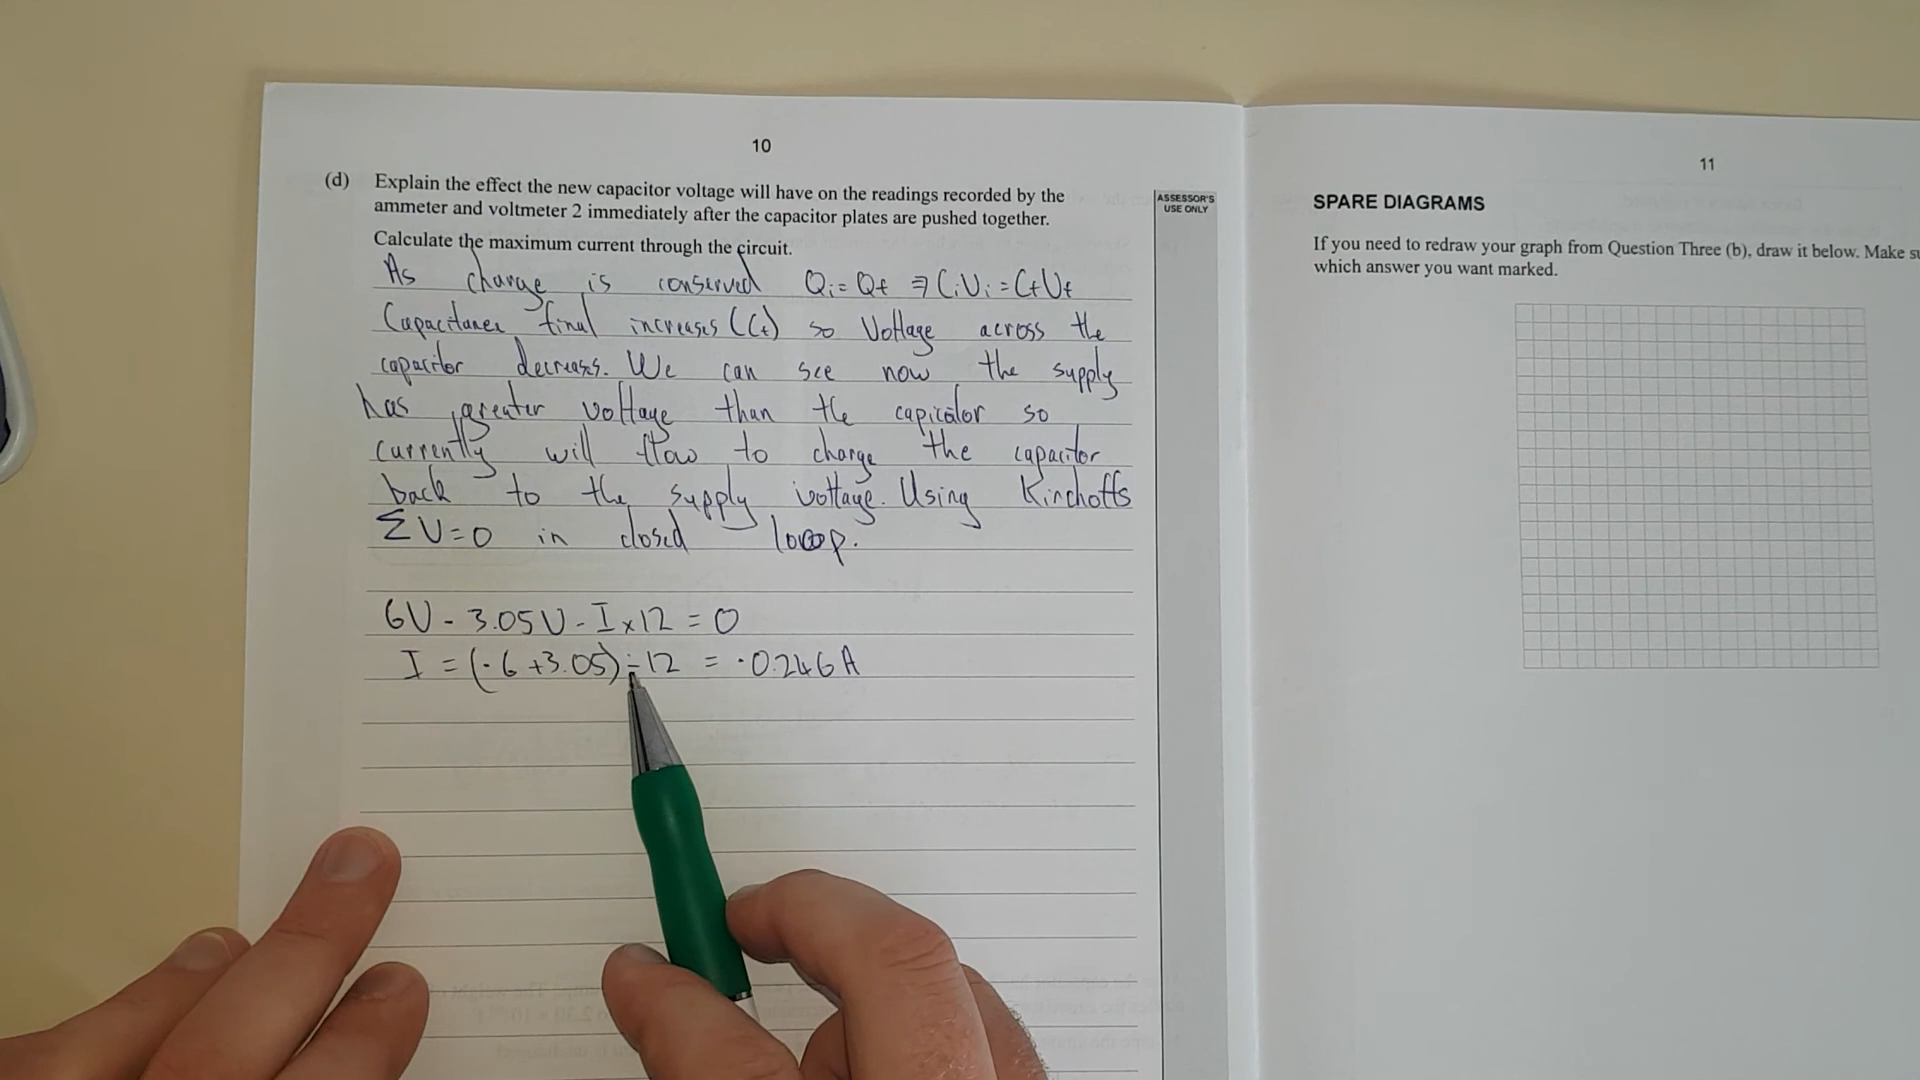 10
(d) Explain the effect the new capacitor voltage will have on the readings recorded by the
ammeter and voltmeter 2 immediately after the capacitor plates are pushed together.
Calculate the maximum current through the circuit.
As charge is conserved Qi = Qf ⇒ CiVi = CfVf
Capacitance final increases (Cf) so Voltage across the
capacitor decreases. We can see now the supply
has greater voltage than the capicitor so
currently will flow to charge the capacitor
back to the supply voltage. Using Kirchoffs
ΣV=0 in closed looop.
6V - 3.05V - I×12 = 0
I = (-6 + 3.05) ÷ -12 = 0.246A
ASSESSOR'S
USE ONLY
11
SPARE DIAGRAMS
If you need to redraw your graph from Question Three (b), draw it below. Make su
which answer you want marked.